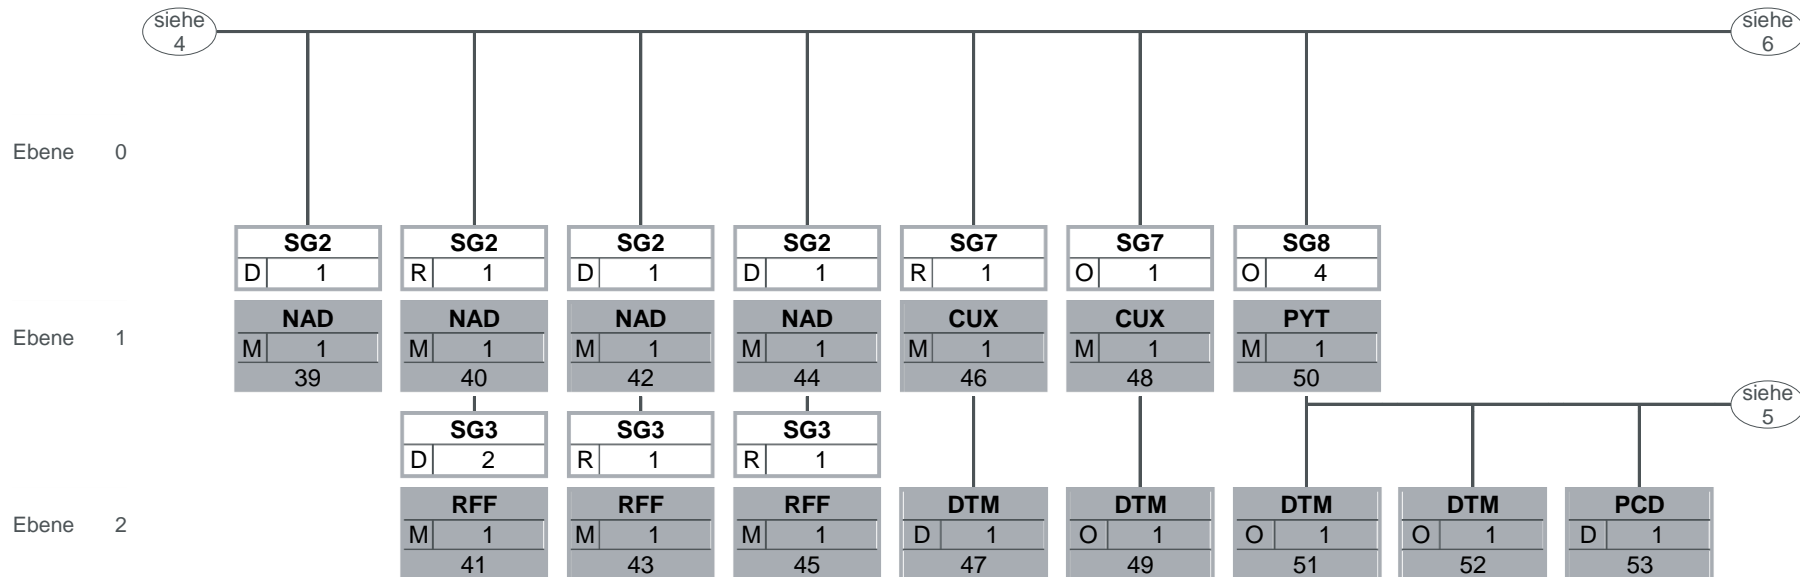 siehe
4
siehe
6
Ebene 0
SG2 SG2 SG2 SG2 SG7 SG7 SG8
D 1 R 1 D 1 D 1 R 1 O 1 O 4
Ebene 1
NAD NAD NAD NAD CUX CUX PYT
M 1 M 1 M 1 M 1 M 1 M 1 M 1
39 40 42 44 46 48 50
siehe
5
SG3 SG3 SG3
D 2 R 1 R 1
Ebene 2
RFF RFF RFF DTM DTM DTM DTM PCD
M 1 M 1 M 1 D 1 O 1 O 1 O 1 D 1
41 43 45 47 49 51 52 53